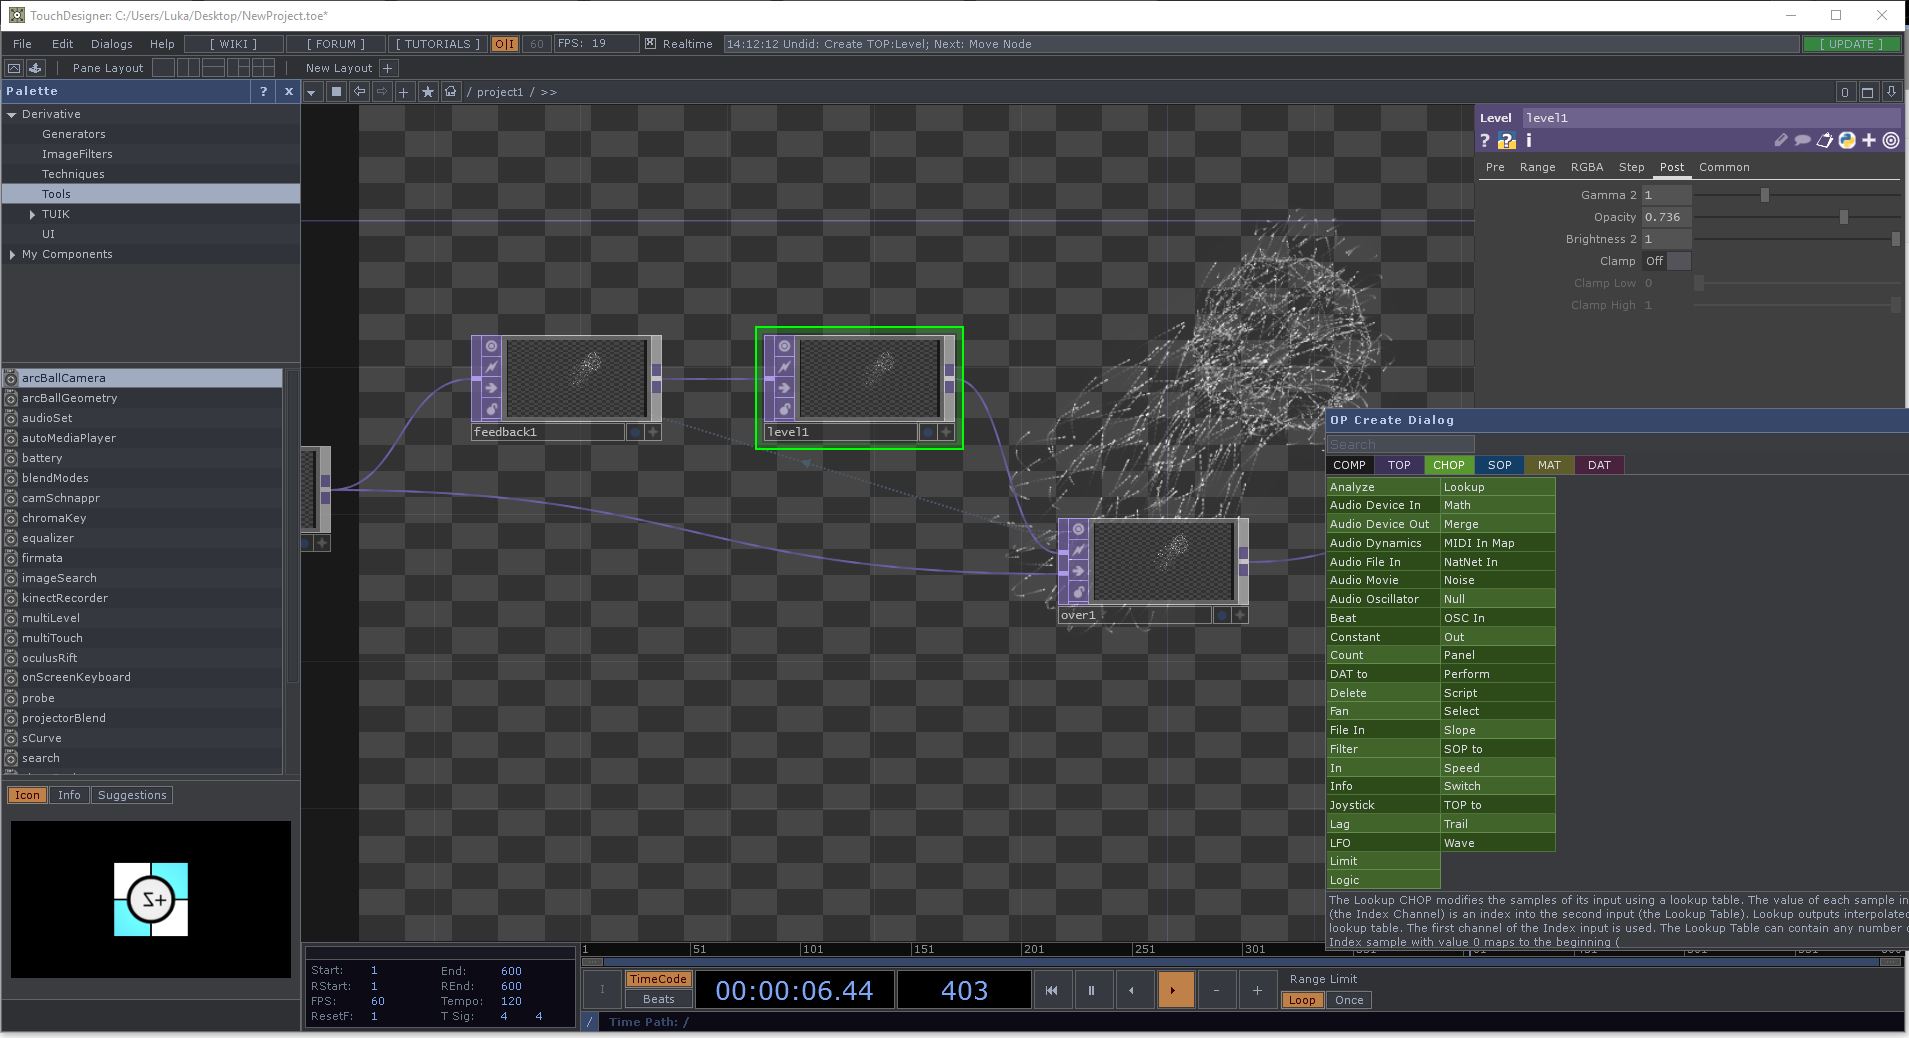 TouchDesigner: C:/Users/Luka/Desktop/NewProject.toe*
File Edit Dialogs Help [ WIKI ] [ FORUM ] [ TUTORIALS ] O|I 60 FPS: 19 Realtime 14:12:12 Undid: Create TOP:Level; Next: Move Node [ UPDATE ]
Pane Layout New Layout +
Palette ? x / project1 / >> 0
Derivative
Generators
ImageFilters
Techniques
Tools
TUIK
UI
My Components
arcBallCamera
arcBallGeometry
audioSet
autoMediaPlayer
battery
blendModes
camSchnappr
chromaKey
equalizer
firmata
imageSearch
kinectRecorder
multiLevel
multiTouch
oculusRift
onScreenKeyboard
probe
projectorBlend
sCurve
search
Icon Info Suggestions
feedback1
level1
over1
Level level1
? ? i
Pre Range RGBA Step Post Common
Gamma 2 1
Opacity 0.736
Brightness 2 1
Clamp Off
Clamp Low 0
Clamp High 1
OP Create Dialog
Search
COMP TOP CHOP SOP MAT DAT
Analyze Lookup
Audio Device In Math
Audio Device Out Merge
Audio Dynamics MIDI In Map
Audio File In NatNet In
Audio Movie Noise
Audio Oscillator Null
Beat OSC In
Constant Out
Count Panel
DAT to Perform
Delete Script
Fan Select
File In Slope
Filter SOP to
In Speed
Info Switch
Joystick TOP to
Lag Trail
LFO Wave
Limit
Logic
The Lookup CHOP modifies the samples of its input using a lookup table. The value of each sample in
(the Index Channel) is an index into the second input (the Lookup Table). Lookup outputs interpolated
lookup table. The first channel of the Index input is used. The Lookup Table can contain any number
Index sample with value 0 maps to the beginning (
1 51 101 151 201 251 301
Start: 1 End: 600
RStart: 1 REnd: 600
FPS: 60 Tempo: 120
ResetF: 1 T Sig: 4 4
I TimeCode Beats 00:00:06.44 403 - +
Range Limit
Loop Once
/ Time Path: /